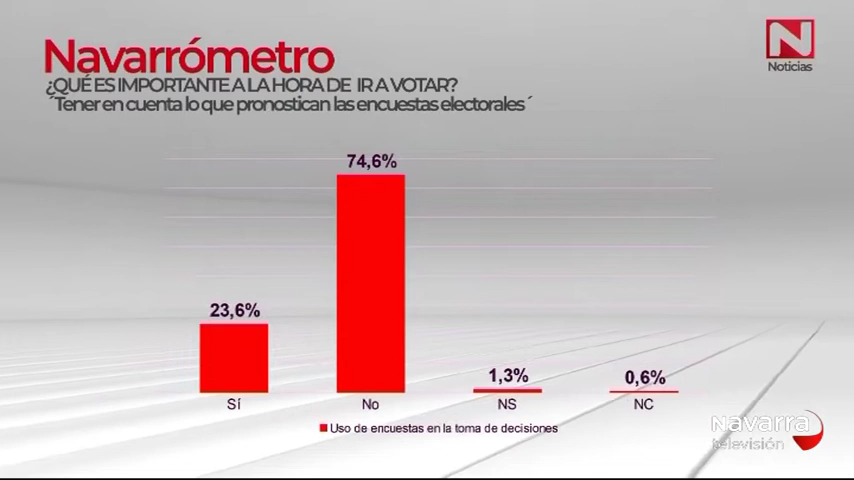 Navarrómetro
N
Noticias
¿QUÉ ES IMPORTANTE A LA HORA DE IR A VOTAR?
´Tener en cuenta lo que pronostican las encuestas electorales´
74,6%
23,6%
1,3%
0,6%
Sí
No
NS
NC
Uso de encuestas en la toma de decisiones
Navarra
televisión